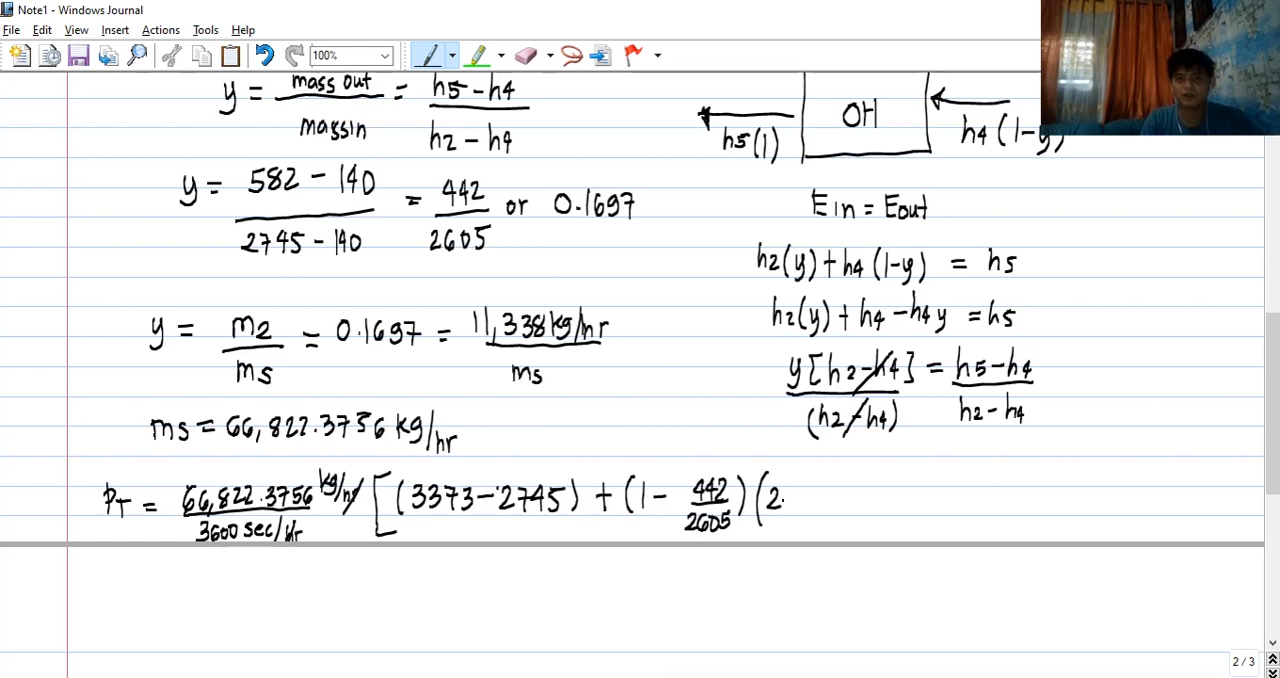 Note1 - Windows Journal
File Edit View Insert Actions Tools Help
100%
y = mass out / mass in = h5 - h4 / h2 - h4
OH
h5(1)
h4(1-y)
y = 582 - 140 / 2745 - 140 = 442 / 2605 or 0.1697
Ein = Eout
h2(y) + h4(1-y) = h5
h2(y) + h4 - h4y = h5
y = m2 / ms = 0.1697 = 11,338 kg/hr / ms
y[h2 - h4] / (h2 - h4) = h5 - h4 / h2 - h4
ms = 66,822.3756 kg/hr
PT = 66,822.3756 kg/hr / 3600 sec/hr [(3373 - 2745) + (1 - 442/2605)(2.
2 / 3